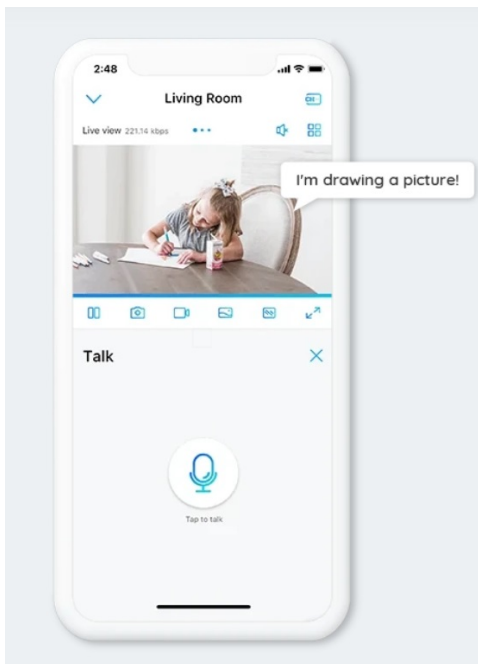 2:48
Living Room
Live view 221.14 kbps
I'm drawing a picture!
Talk
Tap to talk